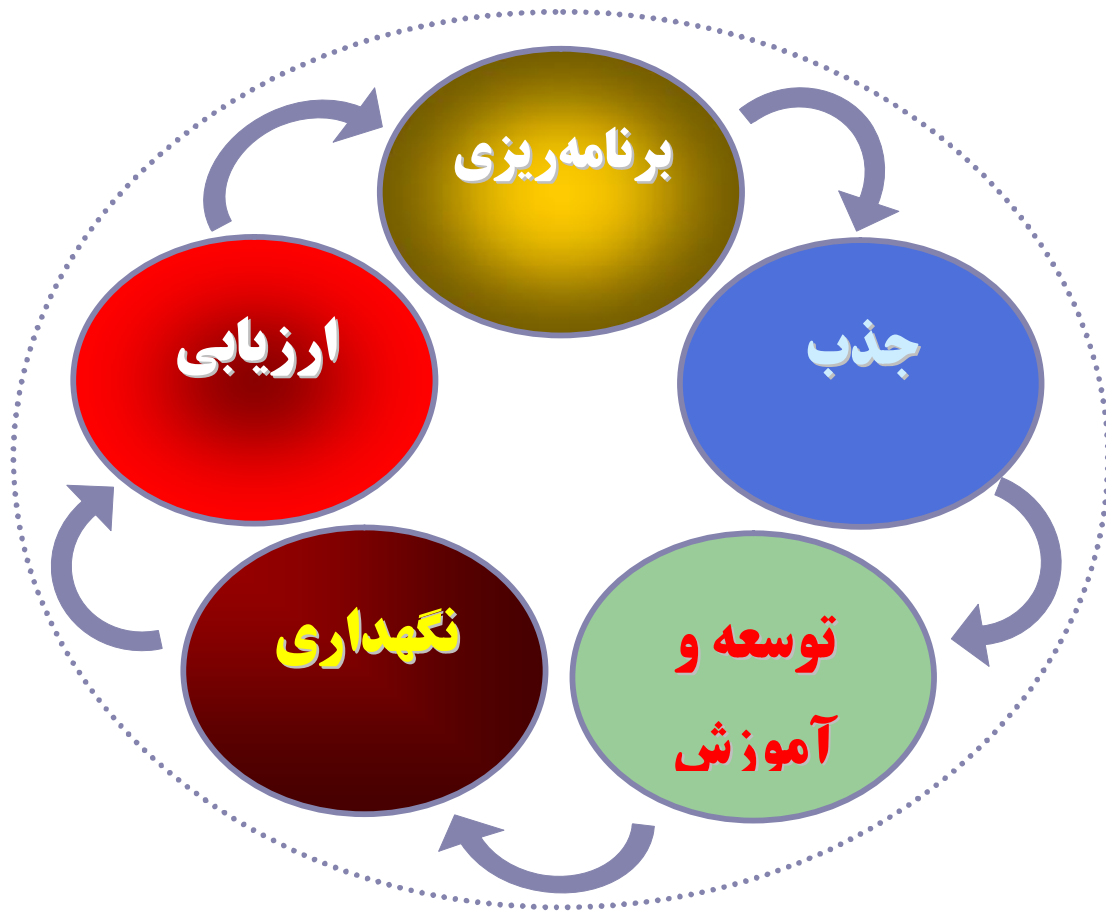 برنامه‌ریزی
جذب
توسعه و
آموزش
نگهداری
ارزیابی